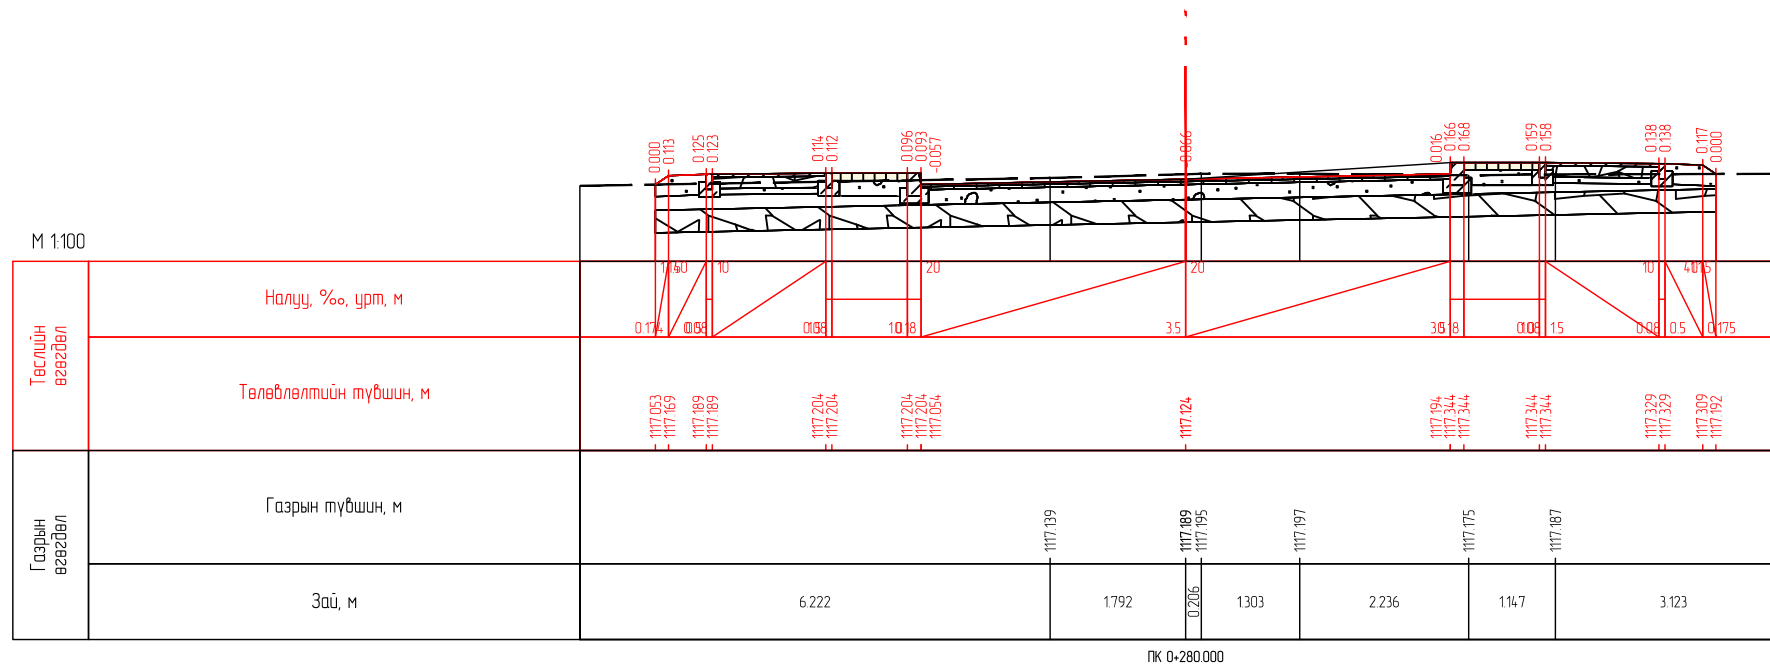 0.000 0.113 0.125 0.123 0.114 0.112 0.096 0.093 -0.057 -0.066 0.016 0.166 0.168 0.159 0.158 0.138 0.138 0.117 0.000
М 1:100
Налуу, ‰, урт, м
10 20 20 10
0.174 3.5 1.5 0.08 0.5 0.175
Төслийн өгөгдөл
Төлөвлөлтийн түвшин, м
1117.053 1117.169 1117.189 1117.189 1117.204 1117.204 1117.204 1117.204 1117.054 1117.124 1117.194 1117.344 1117.344 1117.344 1117.344 1117.329 1117.329 1117.309 1117.192
Газрын өгөгдөл
Газрын түвшин, м
1117.139 1117.189 1117.195 1117.197 1117.175 1117.187
Зай, м
6.222 1.792 0.206 1.303 2.236 1.147 3.123
ПК 0+280.000